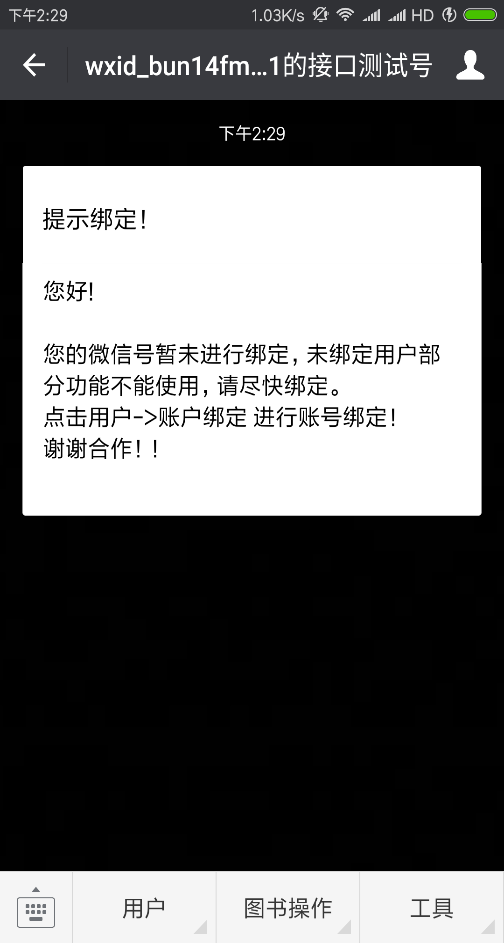 下午2:29
1.03K/s HD
wxid_bun14fm...1的接口测试号
下午2:29
提示绑定！
您好!
您的微信号暂未进行绑定，未绑定用户部
分功能不能使用，请尽快绑定。
点击用户->账户绑定 进行账号绑定！
谢谢合作！！
用户
图书操作
工具